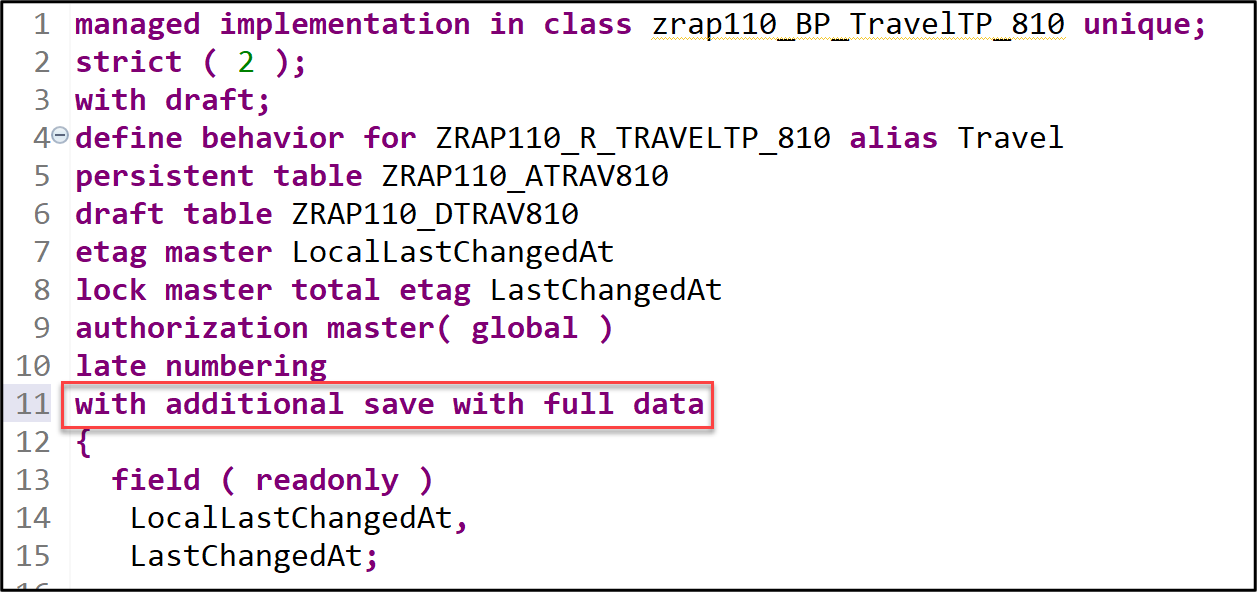 1 managed implementation in class zrap110_BP_TravelTP_810 unique;
2 strict ( 2 );
3 with draft;
4 define behavior for ZRAP110_R_TRAVELTP_810 alias Travel
5 persistent table ZRAP110_ATRAV810
6 draft table ZRAP110_DTRAV810
7 etag master LocalLastChangedAt
8 lock master total etag LastChangedAt
9 authorization master( global )
10 late numbering
11 with additional save with full data
12 {
13 field ( readonly )
14 LocalLastChangedAt,
15 LastChangedAt;